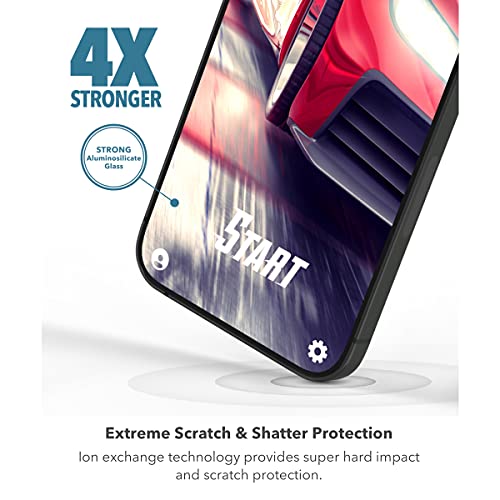 4X
STRONGER
STRONG
Aluminosilicate
Glass
START
Extreme Scratch & Shatter Protection
Ion exchange technology provides super hard impact
and scratch protection.